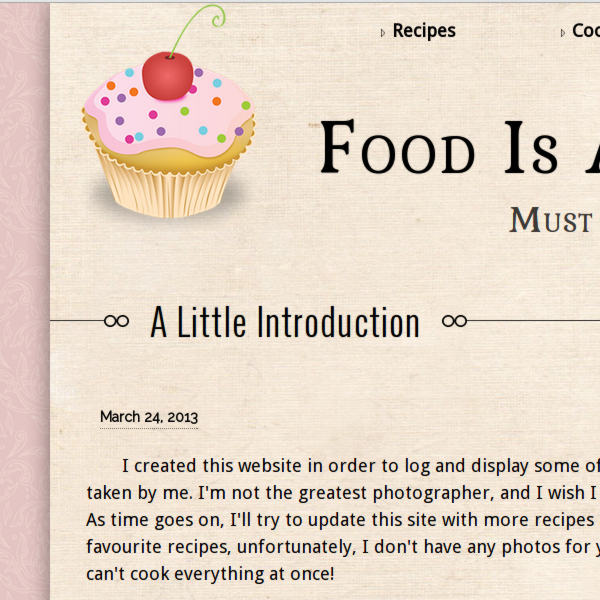 Recipes
Food Is
Must
A Little Introduction
March 24, 2013
I created this website in order to log and display some of
taken by me. I'm not the greatest photographer, and I wish I
As time goes on, I'll try to update this site with more recipes
favourite recipes, unfortunately, I don't have any photos for
can't cook everything at once!